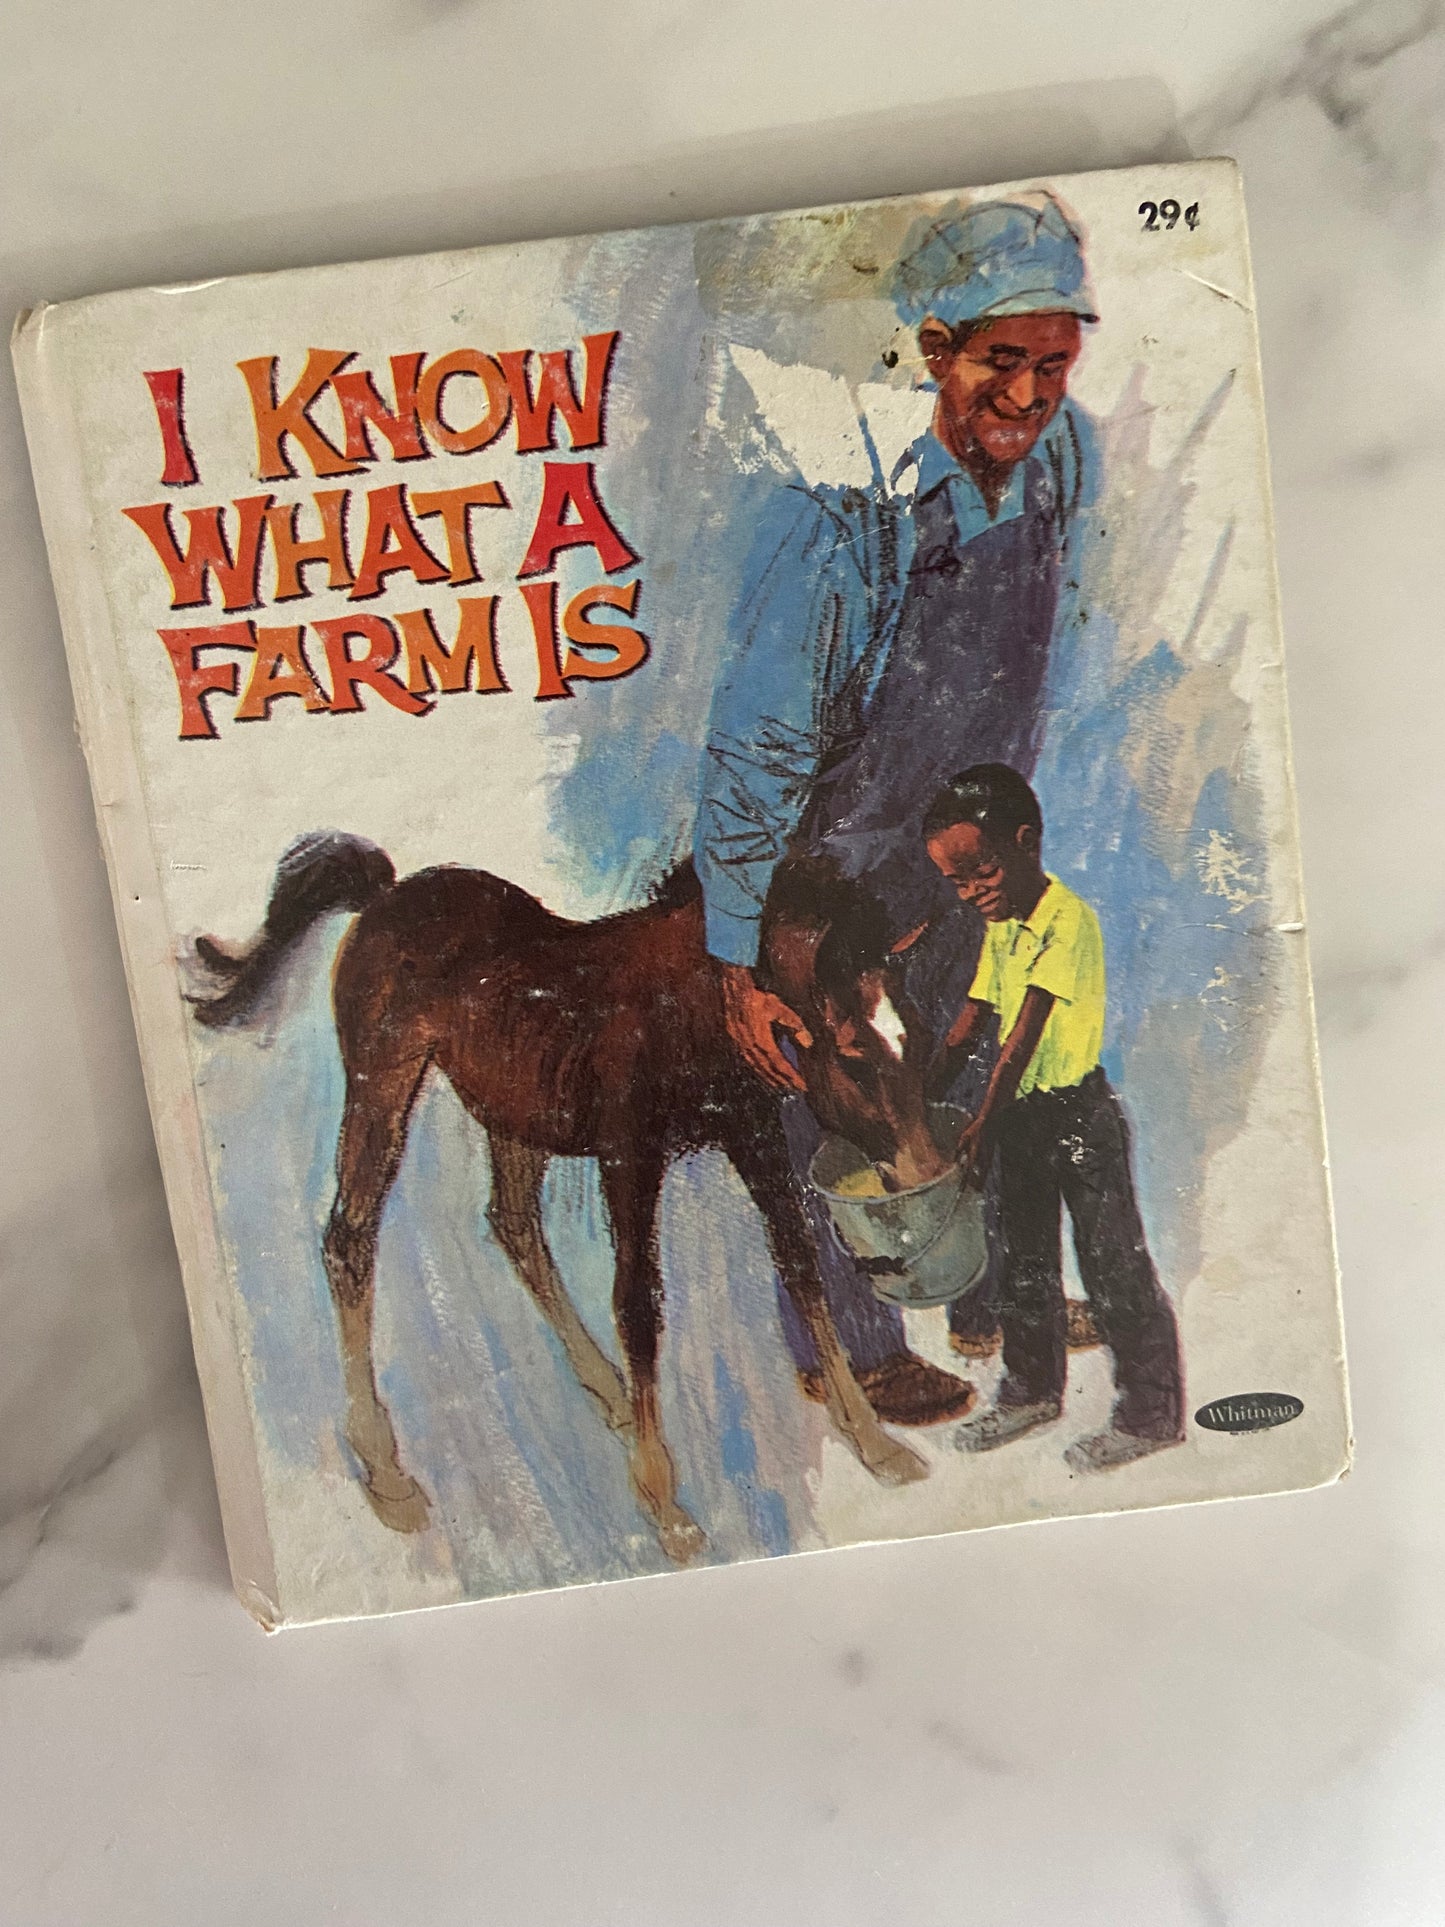 29¢
I KNOW
WHAT A
FARM IS
Whitman